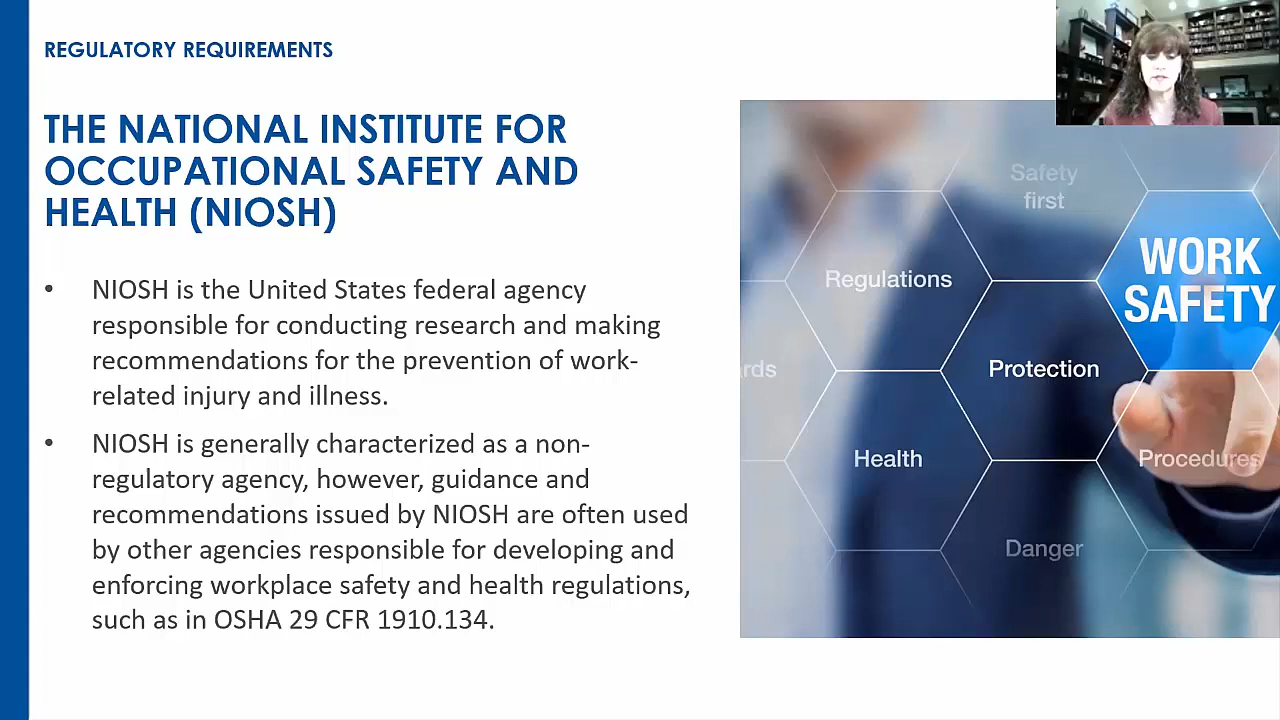 REGULATORY REQUIREMENTS
THE NATIONAL INSTITUTE FOR
OCCUPATIONAL SAFETY AND
HEALTH (NIOSH)
• NIOSH is the United States federal agency
responsible for conducting research and making
recommendations for the prevention of work-
related injury and illness.
• NIOSH is generally characterized as a non-
regulatory agency, however, guidance and
recommendations issued by NIOSH are often used
by other agencies responsible for developing and
enforcing workplace safety and health regulations,
such as in OSHA 29 CFR 1910.134.
Safety
first
Regulations
WORK
SAFETY
rds
Protection
Health
Procedures
Danger